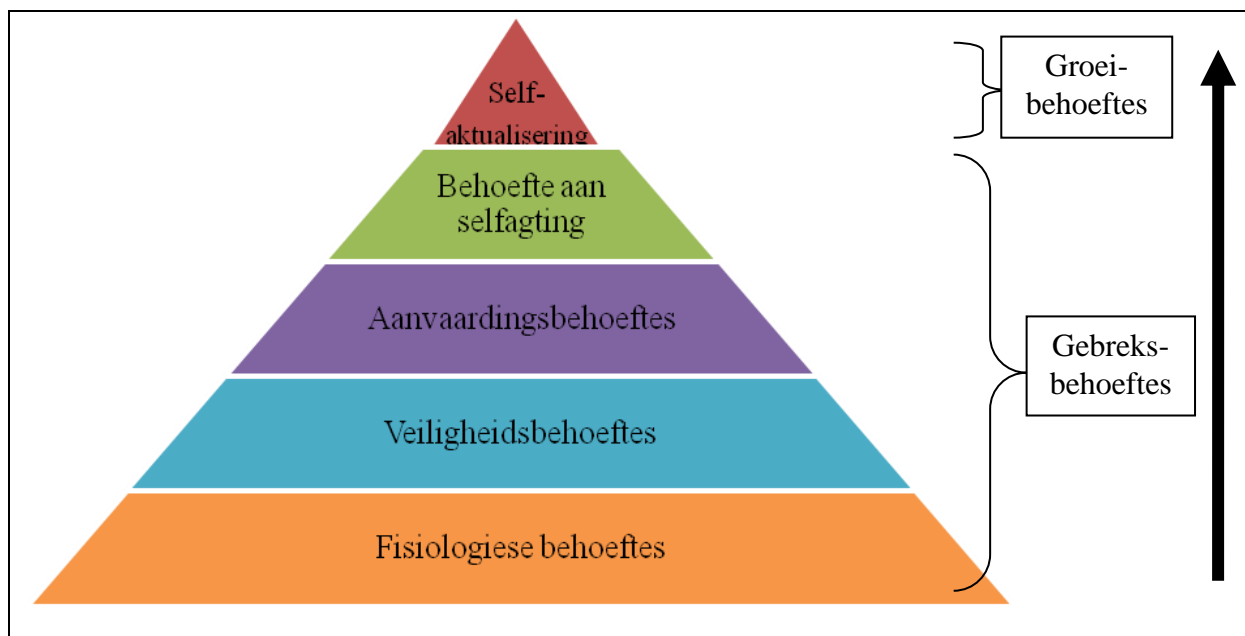 Self-
aktualisering
Behoefte aan
selfagting
Aanvaardingsbehoeftes
Veiligheidsbehoeftes
Fisiologiese behoeftes
Groei-
behoeftes
Gebreks-
behoeftes